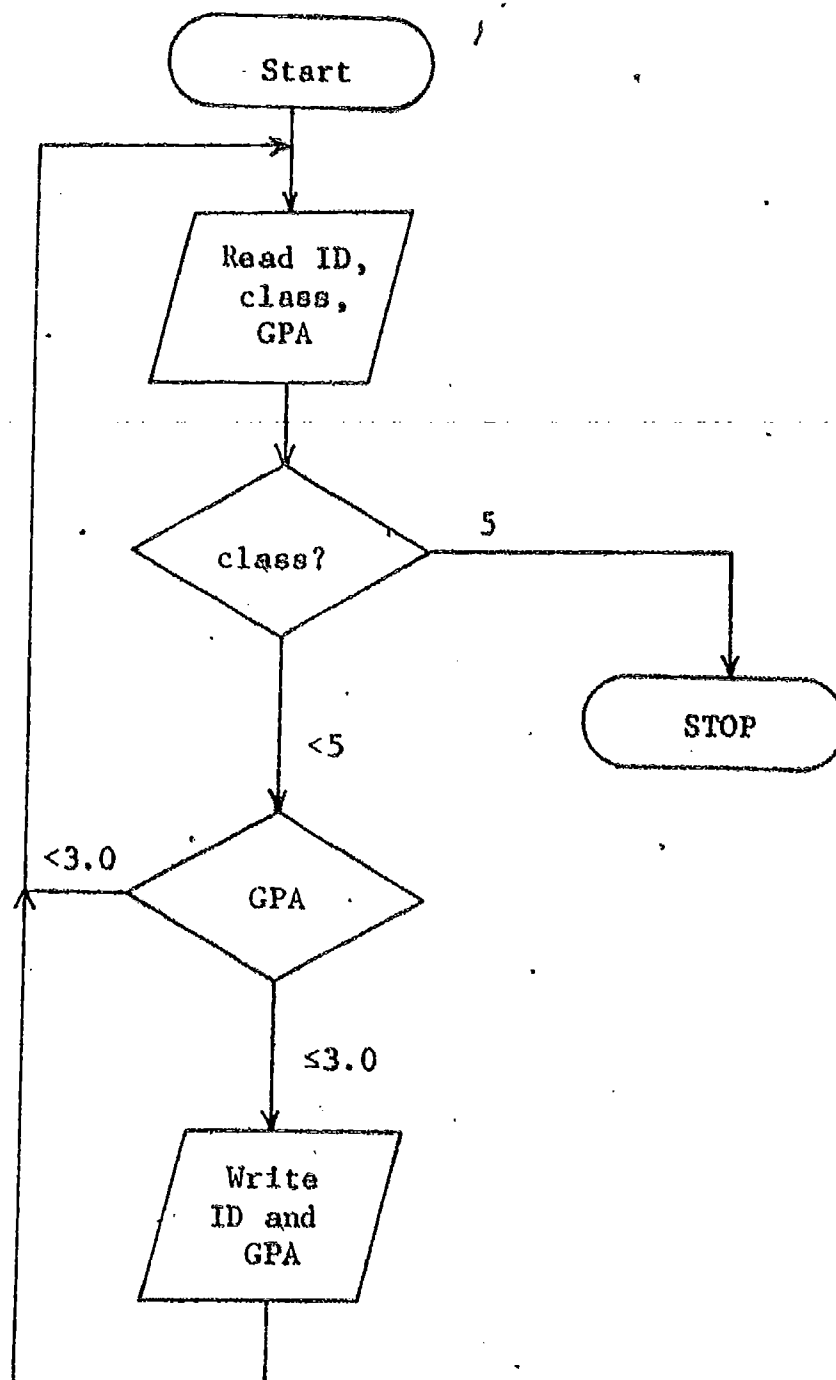 Start
Read ID,
class,
GPA
class?
5
<5
STOP
<3.0
GPA
≤3.0
Write
ID and
GPA